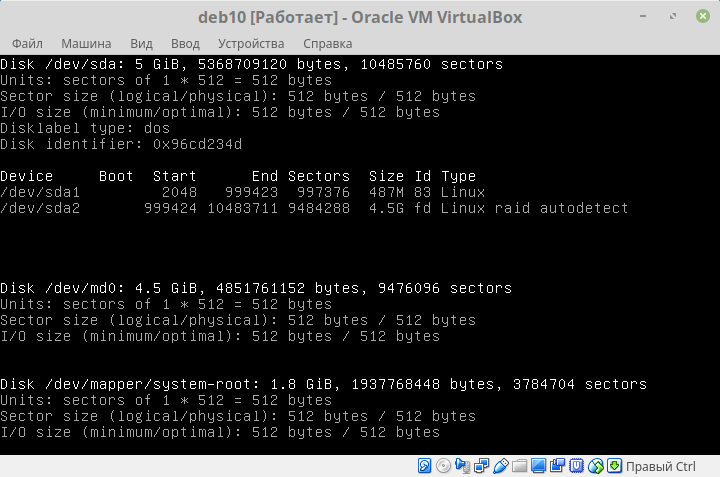 deb10 [Работает] - Oracle VM VirtualBox
Файл Машина Вид Ввод Устройства Справка
Disk /dev/sda: 5 GiB, 5368709120 bytes, 10485760 sectors
Units: sectors of 1 * 512 = 512 bytes
Sector size (logical/physical): 512 bytes / 512 bytes
I/O size (minimum/optimal): 512 bytes / 512 bytes
Disklabel type: dos
Disk identifier: 0x96cd234d
Device Boot Start End Sectors Size Id Type
/dev/sda1 2048 999423 997376 487M 83 Linux
/dev/sda2 999424 10483711 9484288 4.5G fd Linux raid autodetect
Disk /dev/md0: 4.5 GiB, 4851761152 bytes, 9476096 sectors
Units: sectors of 1 * 512 = 512 bytes
Sector size (logical/physical): 512 bytes / 512 bytes
I/O size (minimum/optimal): 512 bytes / 512 bytes
Disk /dev/mapper/system-root: 1.8 GiB, 1937768448 bytes, 3784704 sectors
Units: sectors of 1 * 512 = 512 bytes
Sector size (logical/physical): 512 bytes / 512 bytes
I/O size (minimum/optimal): 512 bytes / 512 bytes
Правый Ctrl